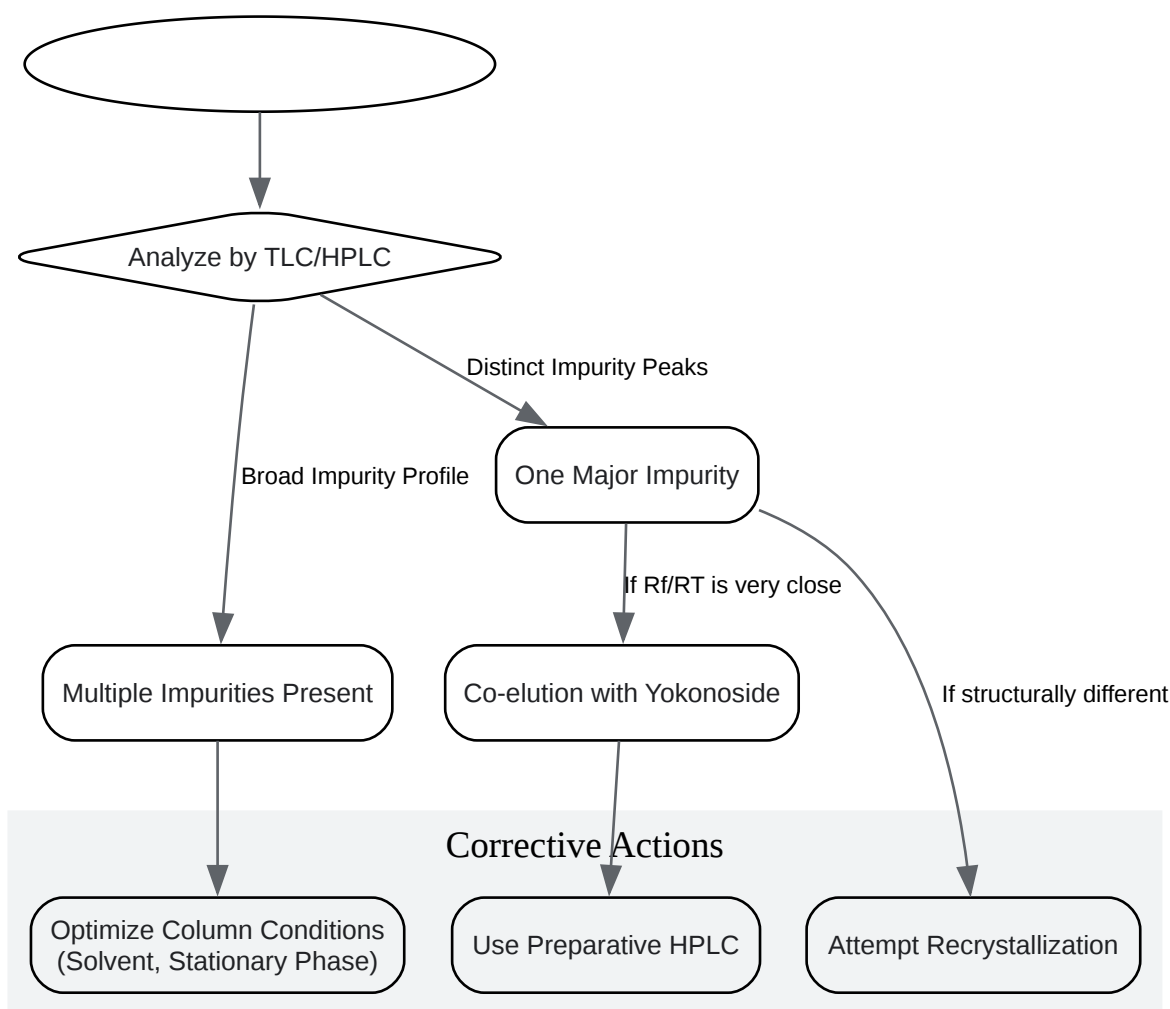 Analyze by TLC/HPLC
Distinct Impurity Peaks
Broad Impurity Profile
One Major Impurity
If Rf/RT is very close
Multiple Impurities Present
Co-elution with Yokonoside
If structurally different
Corrective Actions
Optimize Column Conditions
(Solvent, Stationary Phase)
Use Preparative HPLC
Attempt Recrystallization